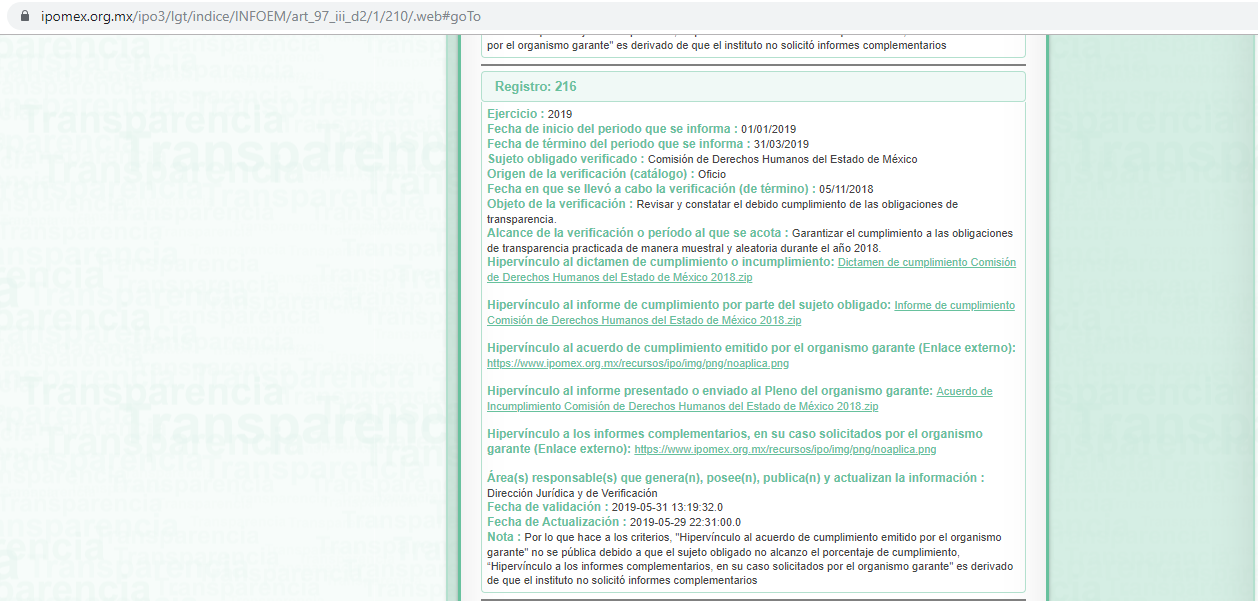 ipomex.org.mx/ipo3/lgt/indice/INFOEM/art_97_iii_d2/1/210/.web#goTo
por el organismo garante" es derivado de que el instituto no solicitó informes complementarios
Registro: 216
Ejercicio : 2019
Fecha de inicio del periodo que se informa : 01/01/2019
Fecha de término del periodo que se informa : 31/03/2019
Sujeto obligado verificado : Comisión de Derechos Humanos del Estado de México
Origen de la verificación (catálogo) : Oficio
Fecha en que se llevó a cabo la verificación (de término) : 05/11/2018
Objeto de la verificación : Revisar y constatar el debido cumplimiento de las obligaciones de
transparencia.
Alcance de la verificación o período al que se acota : Garantizar el cumplimiento a las obligaciones
de transparencia practicada de manera muestral y aleatoria durante el año 2018.
Hipervínculo al dictamen de cumplimiento o incumplimiento: Dictamen de cumplimiento Comisión
de Derechos Humanos del Estado de México 2018.zip
Hipervínculo al informe de cumplimiento por parte del sujeto obligado: Informe de cumplimiento
Comisión de Derechos Humanos del Estado de México 2018.zip
Hipervínculo al acuerdo de cumplimiento emitido por el organismo garante (Enlace externo):
https://www.ipomex.org.mx/recursos/ipo/img/png/noaplica.png
Hipervínculo al informe presentado o enviado al Pleno del organismo garante: Acuerdo de
Incumplimiento Comisión de Derechos Humanos del Estado de México 2018.zip
Hipervínculo a los informes complementarios, en su caso solicitados por el organismo
garante (Enlace externo): https://www.ipomex.org.mx/recursos/ipo/img/png/noaplica.png
Área(s) responsable(s) que genera(n), posee(n), publica(n) y actualizan la información :
Dirección Jurídica y de Verificación
Fecha de validación : 2019-05-31 13:19:32.0
Fecha de Actualización : 2019-05-29 22:31:00.0
Nota : Por lo que hace a los criterios, "Hipervínculo al acuerdo de cumplimiento emitido por el organismo
garante" no se pública debido a que el sujeto obligado no alcanzo el porcentaje de cumplimiento,
"Hipervínculo a los informes complementarios, en su caso solicitados por el organismo garante" es derivado
de que el instituto no solicitó informes complementarios